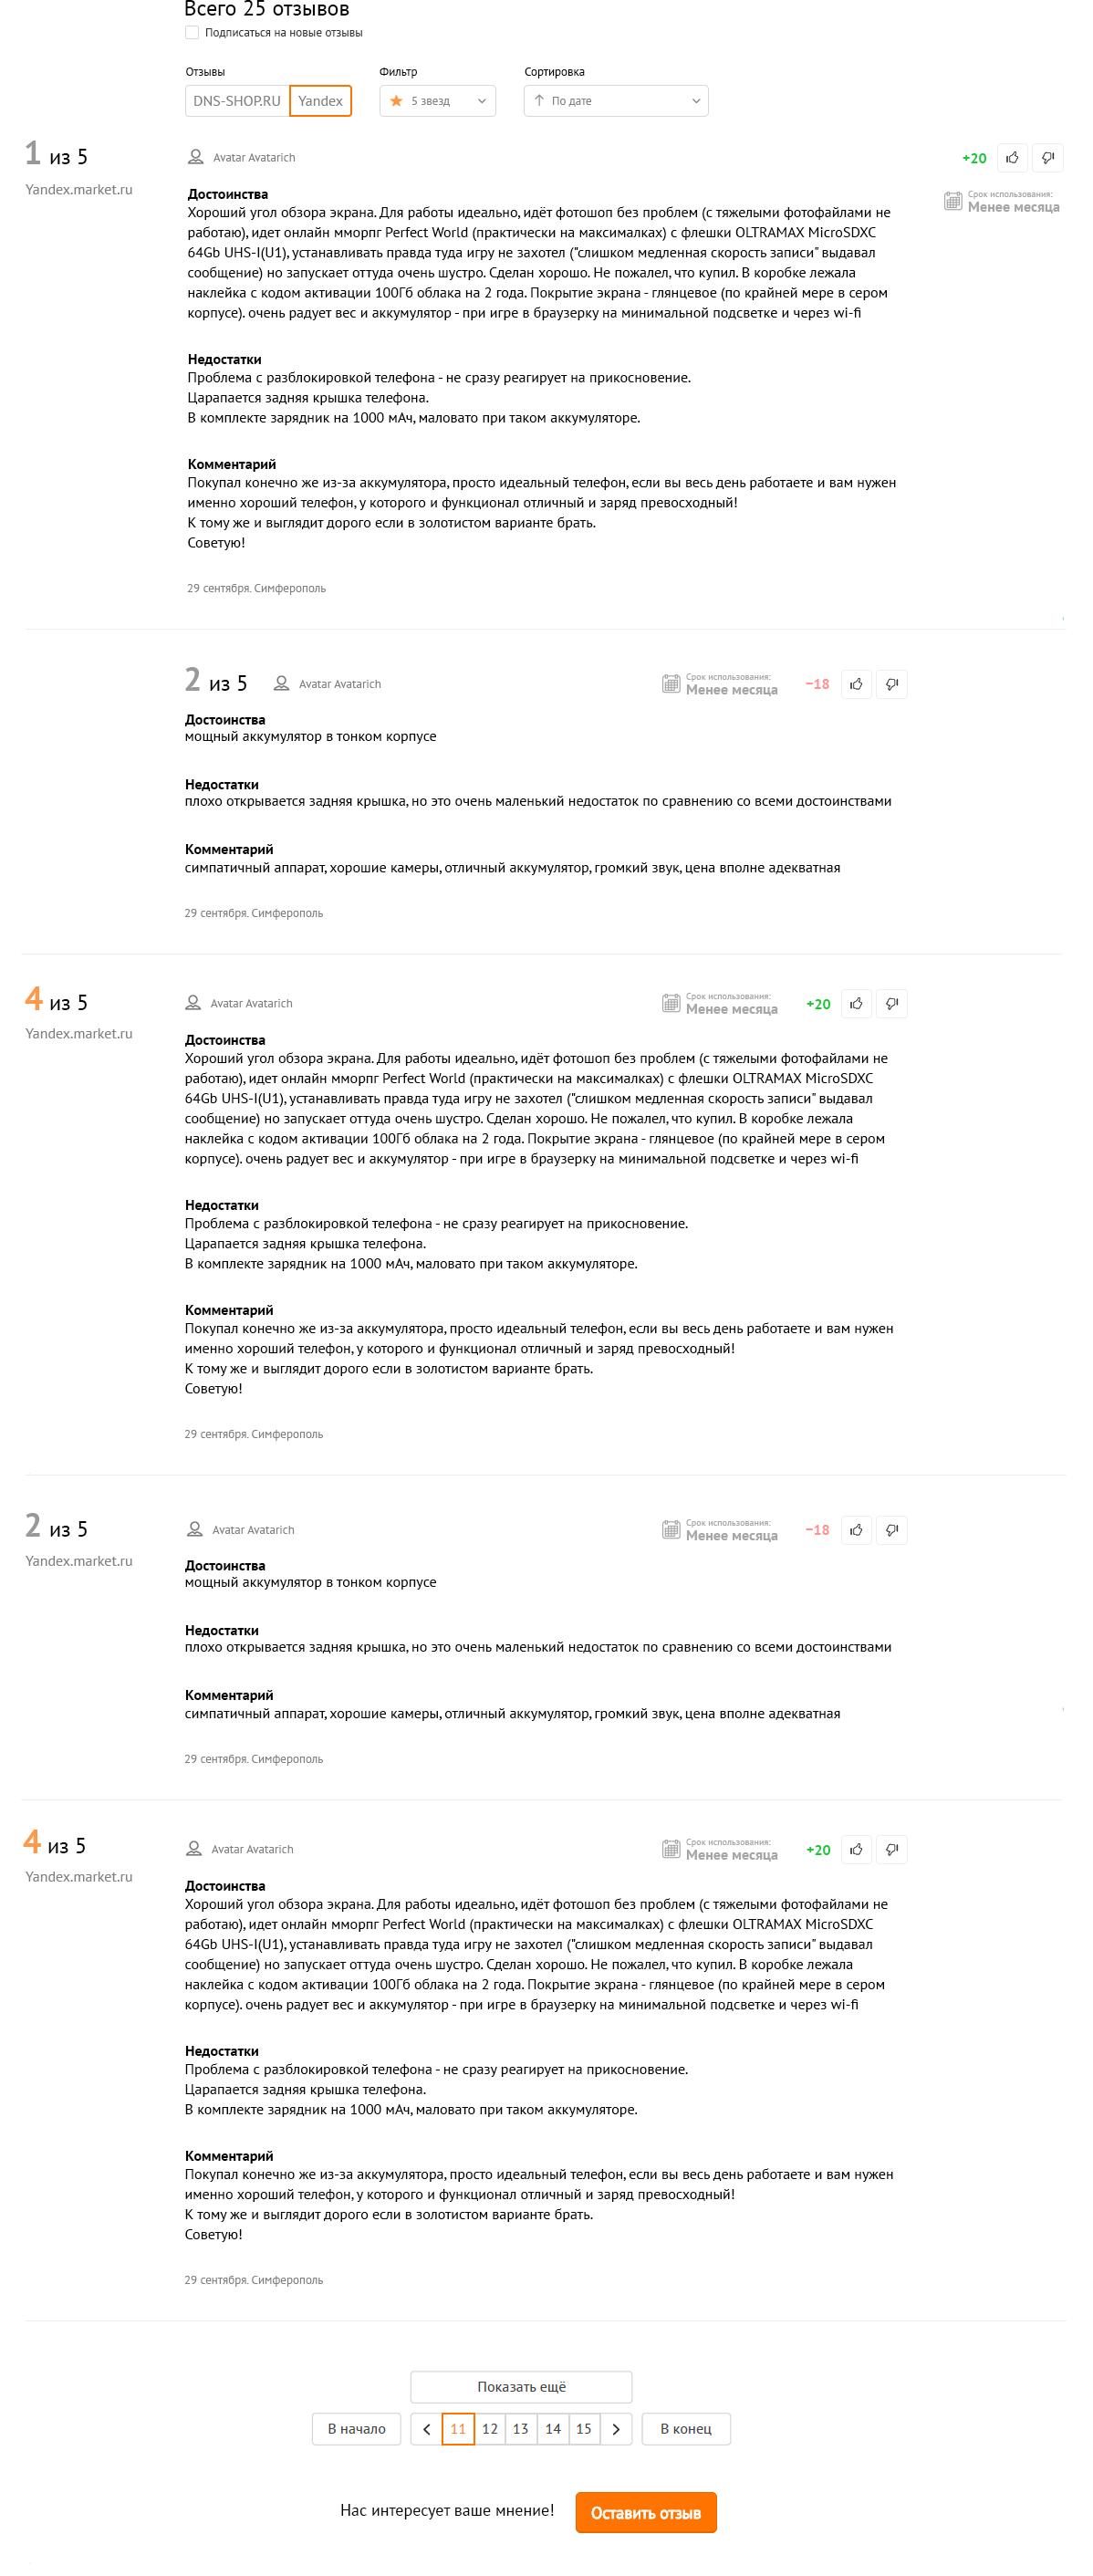 Всего 25 отзывов
Подписаться на новые отзывы
Отзывы
Фильтр
Сортировка
DNS-SHOP.RU
Yandex
5 звезд
По дате
1 из 5
Avatar Avatarich
+20
Yandex.market.ru
Срок использования:
Менее месяца
Достоинства
Хороший угол обзора экрана. Для работы идеально, идёт фотошоп без проблем (с тяжелыми фотофайлами не
работаю), идет онлайн мморпг Perfect World (практически на максималках) с флешки OLTRAMAX MicroSDXC
64Gb UHS-I(U1), устанавливать правда туда игру не захотел ("слишком медленная скорость записи" выдавал
сообщение) но запускает оттуда очень шустро. Сделан хорошо. Не пожалел, что купил. В коробке лежала
наклейка с кодом активации 100Гб облака на 2 года. Покрытие экрана - глянцевое (по крайней мере в сером
корпусе). очень радует вес и аккумулятор - при игре в браузерку на минимальной подсветке и через wi-fi
Недостатки
Проблема с разблокировкой телефона - не сразу реагирует на прикосновение.
Царапается задняя крышка телефона.
В комплекте зарядник на 1000 мАч, маловато при таком аккумуляторе.
Комментарий
Покупал конечно же из-за аккумулятора, просто идеальный телефон, если вы весь день работаете и вам нужен
именно хороший телефон, у которого и функционал отличный и заряд превосходный!
К тому же и выглядит дорого если в золотистом варианте брать.
Советую!
29 сентября. Симферополь
2 из 5
Avatar Avatarich
Срок использования:
Менее месяца
−18
Достоинства
мощный аккумулятор в тонком корпусе
Недостатки
плохо открывается задняя крышка, но это очень маленький недостаток по сравнению со всеми достоинствами
Комментарий
симпатичный аппарат, хорошие камеры, отличный аккумулятор, громкий звук, цена вполне адекватная
29 сентября. Симферополь
4 из 5
Avatar Avatarich
Срок использования:
Менее месяца
+20
Yandex.market.ru
Достоинства
Хороший угол обзора экрана. Для работы идеально, идёт фотошоп без проблем (с тяжелыми фотофайлами не
работаю), идет онлайн мморпг Perfect World (практически на максималках) с флешки OLTRAMAX MicroSDXC
64Gb UHS-I(U1), устанавливать правда туда игру не захотел ("слишком медленная скорость записи" выдавал
сообщение) но запускает оттуда очень шустро. Сделан хорошо. Не пожалел, что купил. В коробке лежала
наклейка с кодом активации 100Гб облака на 2 года. Покрытие экрана - глянцевое (по крайней мере в сером
корпусе). очень радует вес и аккумулятор - при игре в браузерку на минимальной подсветке и через wi-fi
Недостатки
Проблема с разблокировкой телефона - не сразу реагирует на прикосновение.
Царапается задняя крышка телефона.
В комплекте зарядник на 1000 мАч, маловато при таком аккумуляторе.
Комментарий
Покупал конечно же из-за аккумулятора, просто идеальный телефон, если вы весь день работаете и вам нужен
именно хороший телефон, у которого и функционал отличный и заряд превосходный!
К тому же и выглядит дорого если в золотистом варианте брать.
Советую!
29 сентября. Симферополь
2 из 5
Avatar Avatarich
Срок использования:
Менее месяца
−18
Yandex.market.ru
Достоинства
мощный аккумулятор в тонком корпусе
Недостатки
плохо открывается задняя крышка, но это очень маленький недостаток по сравнению со всеми достоинствами
Комментарий
симпатичный аппарат, хорошие камеры, отличный аккумулятор, громкий звук, цена вполне адекватная
29 сентября. Симферополь
4 из 5
Avatar Avatarich
Срок использования:
Менее месяца
+20
Yandex.market.ru
Достоинства
Хороший угол обзора экрана. Для работы идеально, идёт фотошоп без проблем (с тяжелыми фотофайлами не
работаю), идет онлайн мморпг Perfect World (практически на максималках) с флешки OLTRAMAX MicroSDXC
64Gb UHS-I(U1), устанавливать правда туда игру не захотел ("слишком медленная скорость записи" выдавал
сообщение) но запускает оттуда очень шустро. Сделан хорошо. Не пожалел, что купил. В коробке лежала
наклейка с кодом активации 100Гб облака на 2 года. Покрытие экрана - глянцевое (по крайней мере в сером
корпусе). очень радует вес и аккумулятор - при игре в браузерку на минимальной подсветке и через wi-fi
Недостатки
Проблема с разблокировкой телефона - не сразу реагирует на прикосновение.
Царапается задняя крышка телефона.
В комплекте зарядник на 1000 мАч, маловато при таком аккумуляторе.
Комментарий
Покупал конечно же из-за аккумулятора, просто идеальный телефон, если вы весь день работаете и вам нужен
именно хороший телефон, у которого и функционал отличный и заряд превосходный!
К тому же и выглядит дорого если в золотистом варианте брать.
Советую!
29 сентября. Симферополь
Показать ещё
В начало
11 12 13 14 15
В конец
Нас интересует ваше мнение!
Оставить отзыв